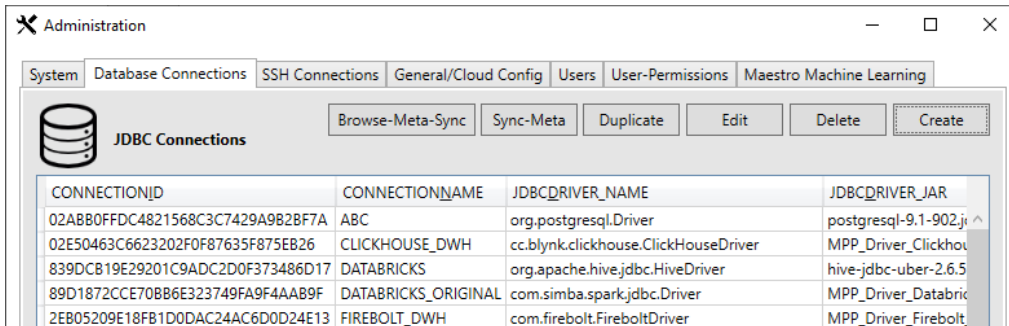 Administration
System Database Connections SSH Connections General/Cloud Config Users User-Permissions Maestro Machine Learning
JDBC Connections Browse-Meta-Sync Sync-Meta Duplicate Edit Delete Create
CONNECTIONID CONNECTIONNAME JDBCDRIVER_NAME JDBCDRIVER_JAR
02ABB0FFDC4821568C3C7429A9B2BF7A ABC org.postgresql.Driver postgresql-9.1-902.j
02E50463C6623202F0F87635F875EB26 CLICKHOUSE_DWH cc.blynk.clickhouse.ClickHouseDriver MPP_Driver_Clickhou
839DCB19E29201C9ADC2D0F373486D17 DATABRICKS org.apache.hive.jdbc.HiveDriver hive-jdbc-uber-2.6.5
89D1872CCE70BB6E323749FA9F4AAB9F DATABRICKS_ORIGINAL com.simba.spark.jdbc.Driver MPP_Driver_Databric
2EB05209E18FB1D0DAC24AC6D0D24E13 FIREBOLT_DWH com.firebolt.FireboltDriver MPP_Driver_Firebolt